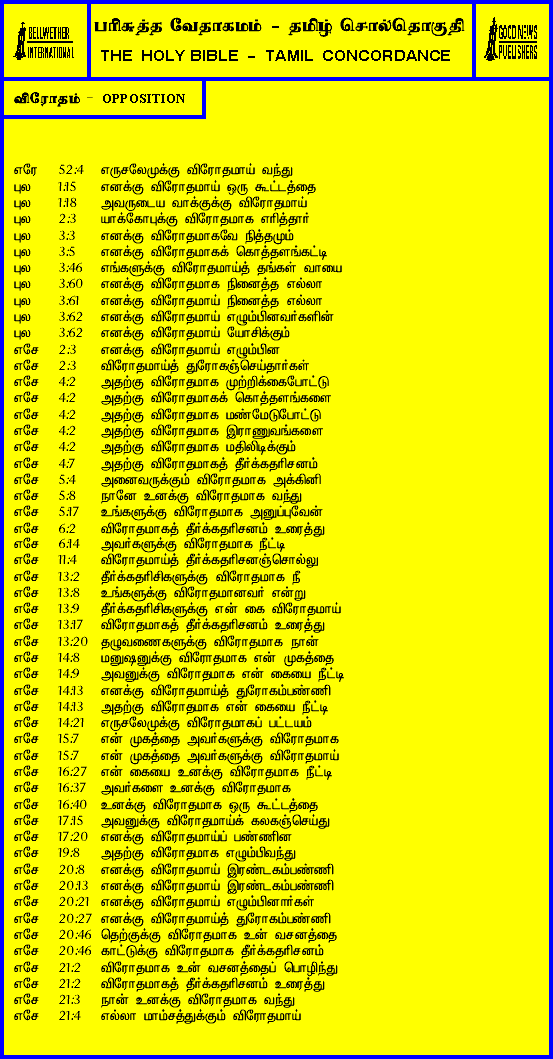 BELLWETHER
INTERNATIONAL
பரிசுத்த வேதாகமம் - தமிழ் சொல்தொகுதி
THE HOLY BIBLE - TAMIL CONCORDANCE
GOOD NEWS
PUBLISHERS
விரோதம் - OPPOSITION
எரே 52:4 எருசலேமுக்கு விரோதமாய் வந்து
புல 1:15 எனக்கு விரோதமாய் ஒரு கூட்டத்தை
புல 1:18 அவருடைய வாக்குக்கு விரோதமாய்
புல 2:3 யாக்கோபுக்கு விரோதமாக எரித்தார்
புல 3:3 எனக்கு விரோதமாகவே நித்தமும்
புல 3:5 எனக்கு விரோதமாகக் கொத்தளங்கட்டி
புல 3:46 எங்களுக்கு விரோதமாய்த் தங்கள் வாயை
புல 3:60 எனக்கு விரோதமாக நினைத்த எல்லா
புல 3:61 எனக்கு விரோதமாய் நினைத்த எல்லா
புல 3:62 எனக்கு விரோதமாய் எழும்பினவர்களின்
புல 3:62 எனக்கு விரோதமாய் யோசிக்கும்
எசே 2:3 எனக்கு விரோதமாய் எழும்பின
எசே 2:3 விரோதமாய்த் துரோகஞ்செய்தார்கள்
எசே 4:2 அதற்கு விரோதமாக முற்றிக்கைபோட்டு
எசே 4:2 அதற்கு விரோதமாகக் கொத்தளங்களை
எசே 4:2 அதற்கு விரோதமாக மண்மேடுபோட்டு
எசே 4:2 அதற்கு விரோதமாக இராணுவங்களை
எசே 4:2 அதற்கு விரோதமாக மதிலிடிக்கும்
எசே 4:7 அதற்கு விரோதமாகத் தீர்க்கதரிசனம்
எசே 5:4 அனைவருக்கும் விரோதமாக அக்கினி
எசே 5:8 நானே உனக்கு விரோதமாக வந்து
எசே 5:17 உங்களுக்கு விரோதமாக அனுப்புவேன்
எசே 6:2 விரோதமாகத் தீர்க்கதரிசனம் உரைத்து
எசே 6:14 அவர்களுக்கு விரோதமாக நீட்டி
எசே 11:4 விரோதமாய்த் தீர்க்கதரிசனஞ்சொல்லு
எசே 13:2 தீர்க்கதரிசிகளுக்கு விரோதமாக நீ
எசே 13:8 உங்களுக்கு விரோதமானவர் என்று
எசே 13:9 தீர்க்கதரிசிகளுக்கு என் கை விரோதமாய்
எசே 13:17 விரோதமாகத் தீர்க்கதரிசனம் உரைத்து
எசே 13:20 தழுவணைகளுக்கு விரோதமாக நான்
எசே 14:8 மனுஷனுக்கு விரோதமாக என் முகத்தை
எசே 14:9 அவனுக்கு விரோதமாக என் கையை நீட்டி
எசே 14:13 எனக்கு விரோதமாய்த் துரோகம்பண்ணி
எசே 14:13 அதற்கு விரோதமாக என் கையை நீட்டி
எசே 14:21 எருசலேமுக்கு விரோதமாகப் பட்டயம்
எசே 15:7 என் முகத்தை அவர்களுக்கு விரோதமாக
எசே 15:7 என் முகத்தை அவர்களுக்கு விரோதமாய்
எசே 16:27 என் கையை உனக்கு விரோதமாக நீட்டி
எசே 16:37 அவர்களை உனக்கு விரோதமாக
எசே 16:40 உனக்கு விரோதமாக ஒரு கூட்டத்தை
எசே 17:15 அவனுக்கு விரோதமாய்க் கலகஞ்செய்து
எசே 17:20 எனக்கு விரோதமாய்ப் பண்ணின
எசே 19:8 அதற்கு விரோதமாக எழும்பிவந்து
எசே 20:8 எனக்கு விரோதமாய் இரண்டகம்பண்ணி
எசே 20:13 எனக்கு விரோதமாய் இரண்டகம்பண்ணி
எசே 20:21 எனக்கு விரோதமாய் எழும்பினார்கள்
எசே 20:27 எனக்கு விரோதமாய்த் துரோகம்பண்ணி
எசே 20:46 தெற்குக்கு விரோதமாக உன் வசனத்தை
எசே 20:46 காட்டுக்கு விரோதமாக தீர்க்கதரிசனம்
எசே 21:2 விரோதமாக உன் வசனத்தைப் பொழிந்து
எசே 21:2 விரோதமாகத் தீர்க்கதரிசனம் உரைத்து
எசே 21:3 நான் உனக்கு விரோதமாக வந்து
எசே 21:4 எல்லா மாம்சத்துக்கும் விரோதமாய்